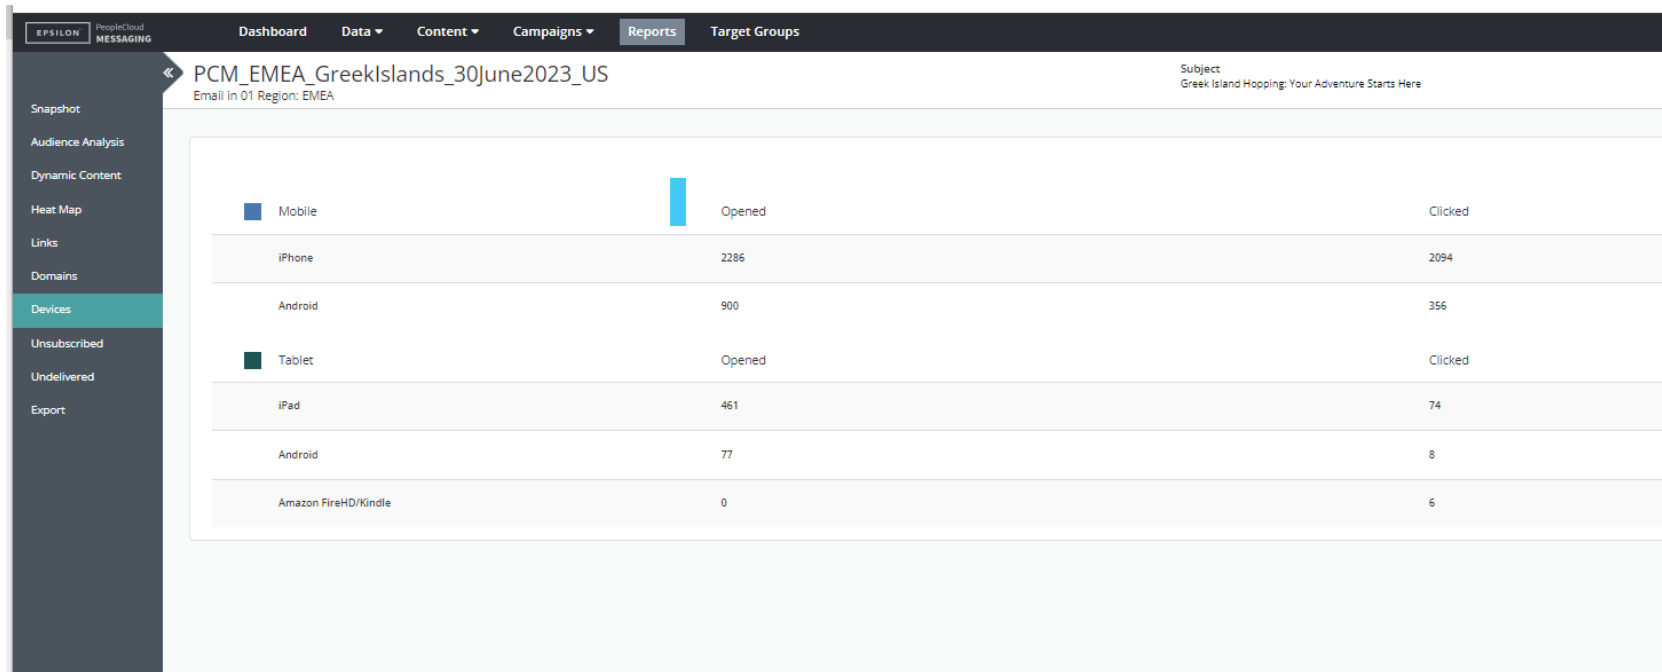 EPSILON PeopleCloud MESSAGING
Dashboard Data Content Campaigns Reports Target Groups
PCM_EMEA_GreekIslands_30June2023_US
Email in 01 Region: EMEA
Subject
Greek Island Hopping: Your Adventure Starts Here
Snapshot
Audience Analysis
Dynamic Content
Heat Map
Links
Domains
Devices
Unsubscribed
Undelivered
Export
Mobile Opened Clicked
iPhone 2286 2094
Android 900 356
Tablet Opened Clicked
iPad 461 74
Android 77 8
Amazon FireHD/Kindle 0 6